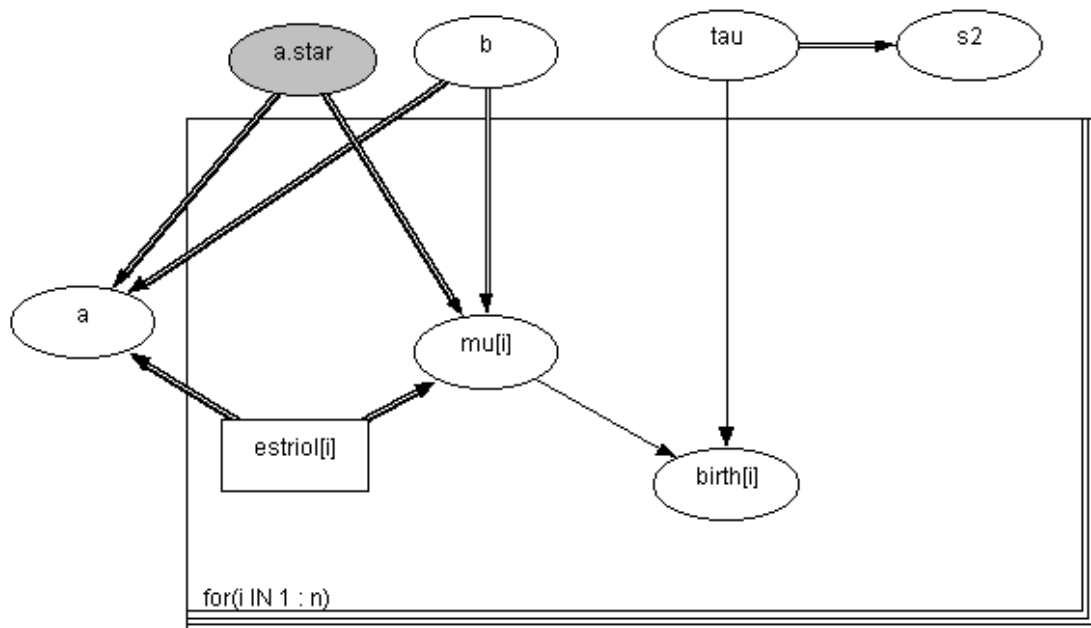 a.star
b
tau
s2
a
mu[i]
estriol[i]
birth[i]
for(i IN 1 : n)